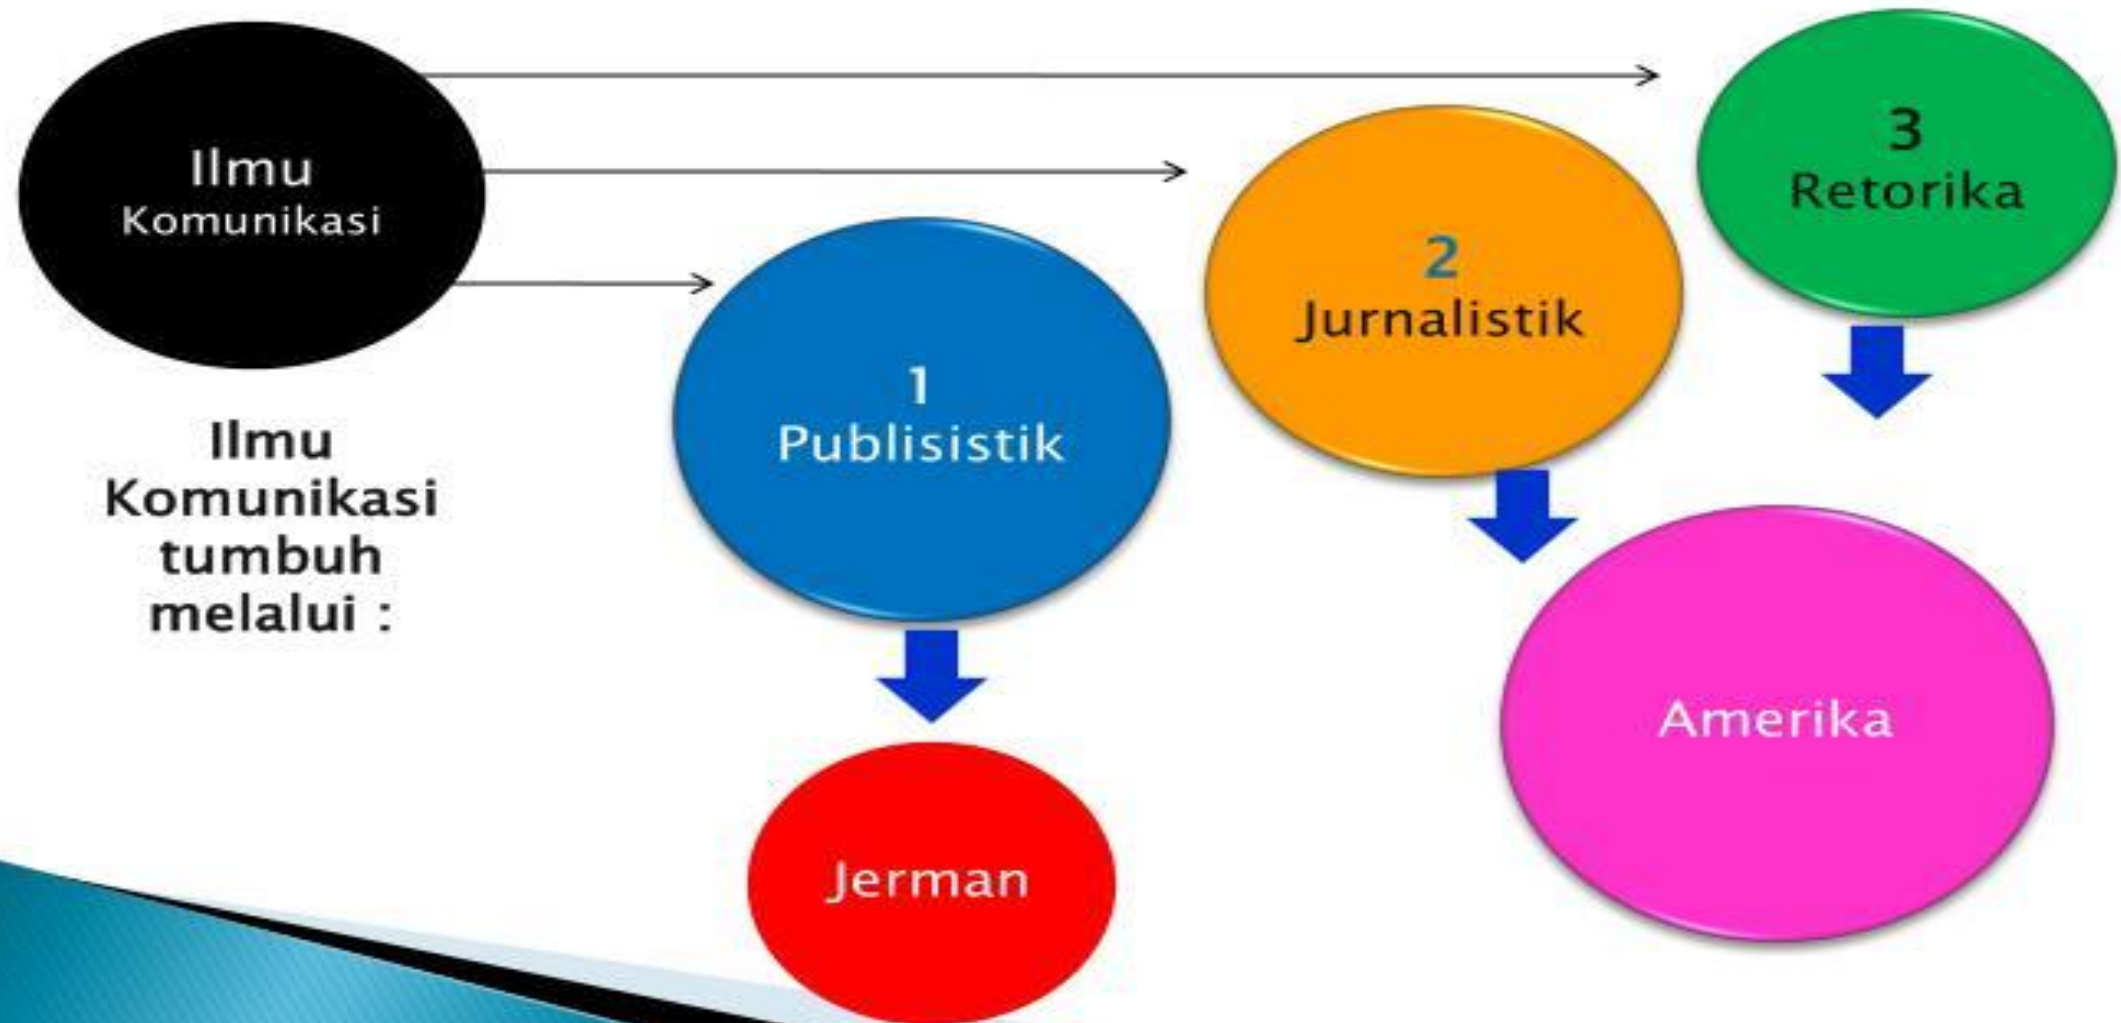 Ilmu
Komunikasi
Ilmu
Komunikasi
tumbuh
melalui :
1
Publisistik
2
Jurnalistik
3
Retorika
Jerman
Amerika